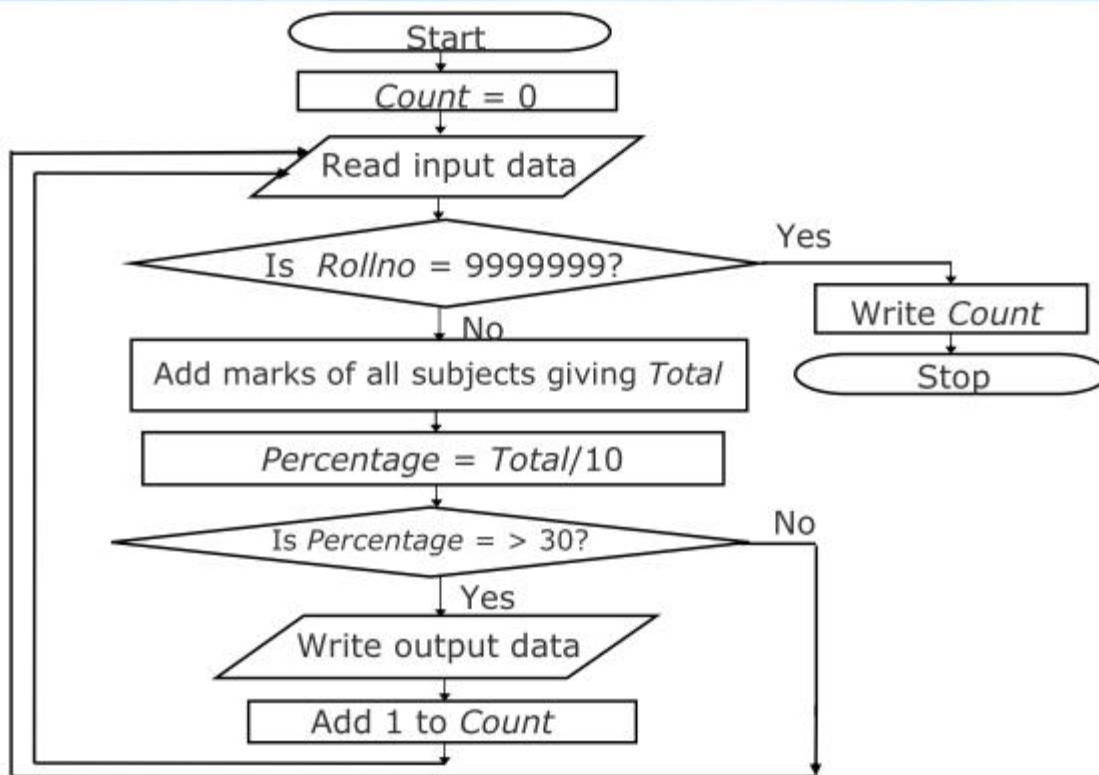 Start
Count = 0
Read input data
Is Rollno = 9999999?
Yes
Write Count
Stop
No
Add marks of all subjects giving Total
Percentage = Total/10
Is Percentage = > 30?
No
Yes
Write output data
Add 1 to Count